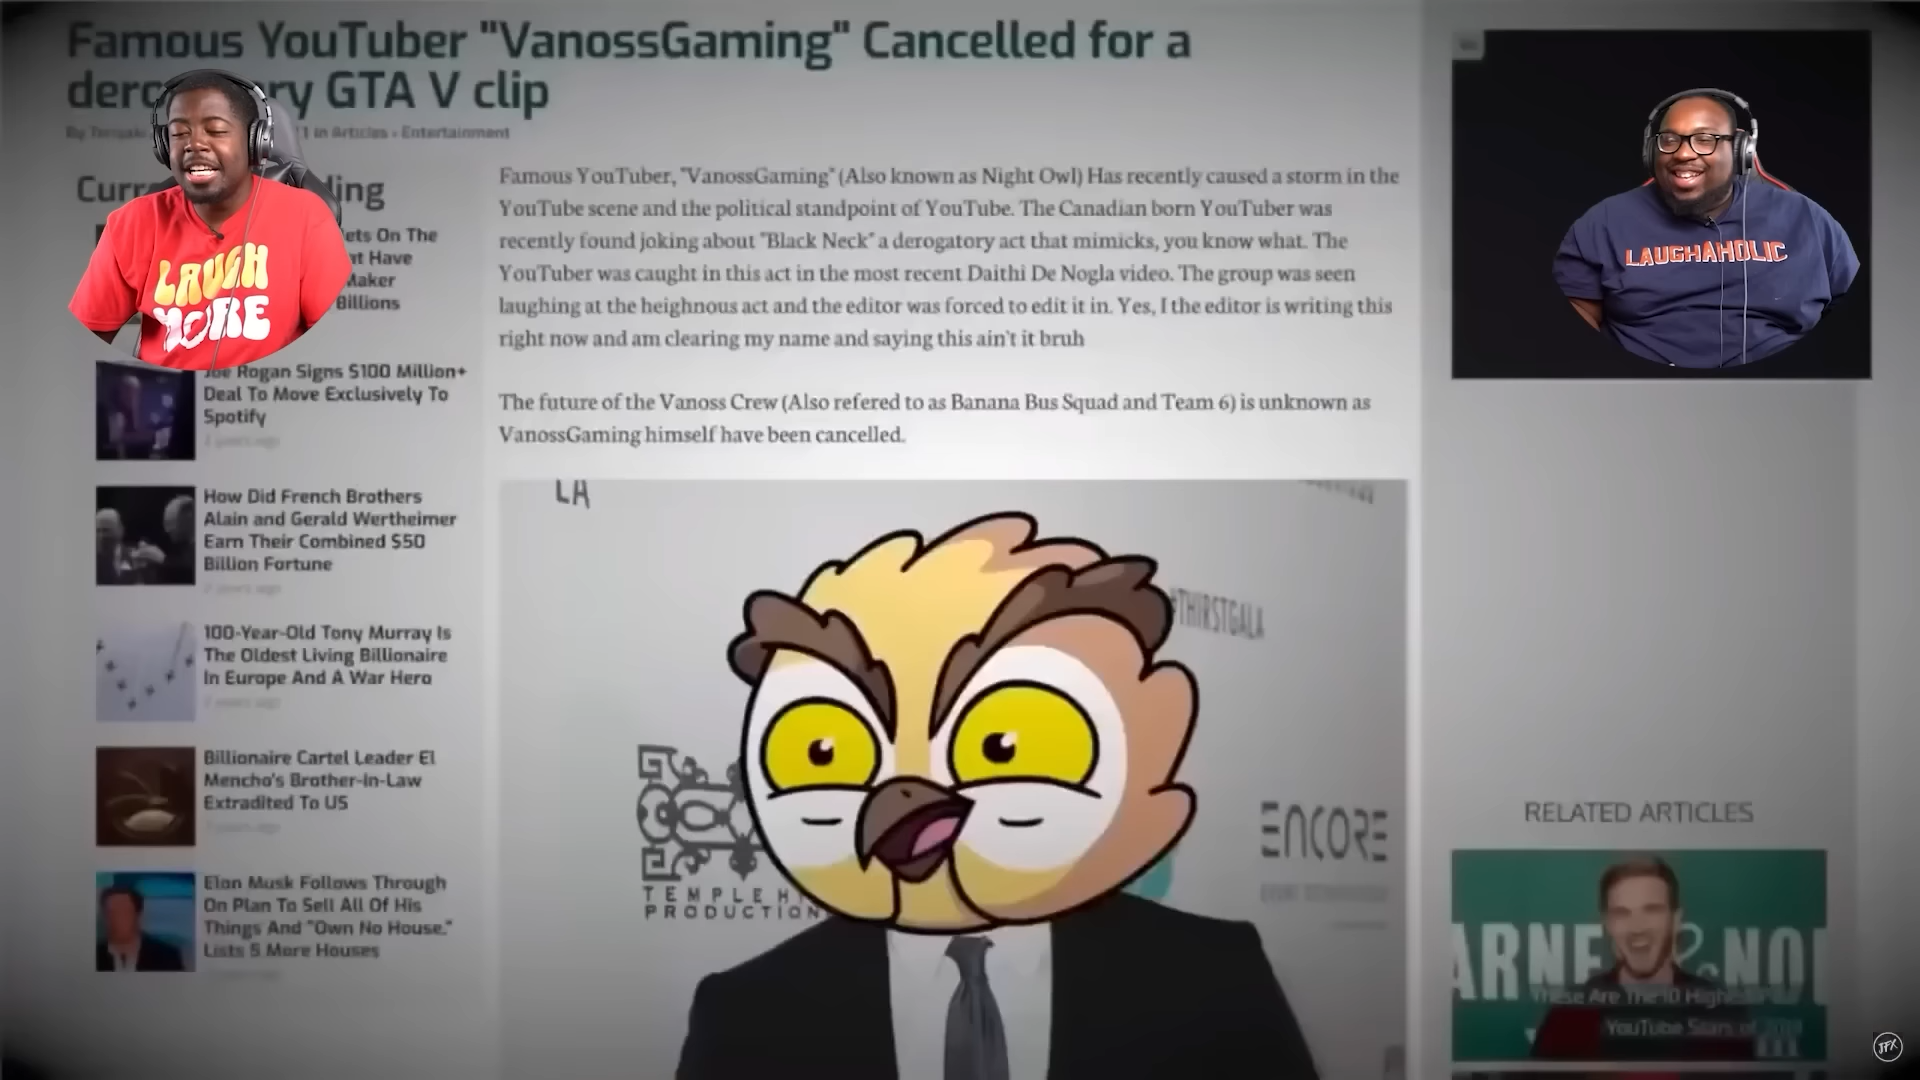 Famous YouTuber "VanossGaming" Cancelled for a
GTA V clip
in Articles • Entertainment
Famous YouTuber, "VanossGaming" (Also known as Night Owl) Has recently caused a storm in the
YouTube scene and the political standpoint of YouTube. The Canadian born YouTuber was
recently found joking about "Black Neck" a derogatory act that mimicks, you know what. The
YouTuber was caught in this act in the most recent Daithi De Nogla video. The group was seen
laughing at the heighnous act and the editor was forced to edit it in. Yes, I the editor is writing this
right now and am clearing my name and saying this ain't it bruh
The future of the Vanoss Crew (Also refered to as Banana Bus Squad and Team 6) is unknown as
VanossGaming himself have been cancelled.
On The
Have
Maker
Billions
Joe Rogan Signs $100 Million+
Deal To Move Exclusively To
Spotify
How Did French Brothers
Alain and Gerald Wertheimer
Earn Their Combined $50
Billion Fortune
100-Year-Old Tony Murray Is
The Oldest Living Billionaire
In Europe And A War Hero
Billionaire Cartel Leader El
Mencho's Brother-In-Law
Extradited To US
Elon Musk Follows Through
On Plan To Sell All Of His
Things And "Own No House,"
Lists 5 More Houses
LAUGH
MORE
LAUGHAHOLIC
LA
#THIRSTGALA
TEMPLE H
PRODUCTION
ENCORE
RELATED ARTICLES
ARNE NO
These Are The 10
YouTube Stars of
JFX